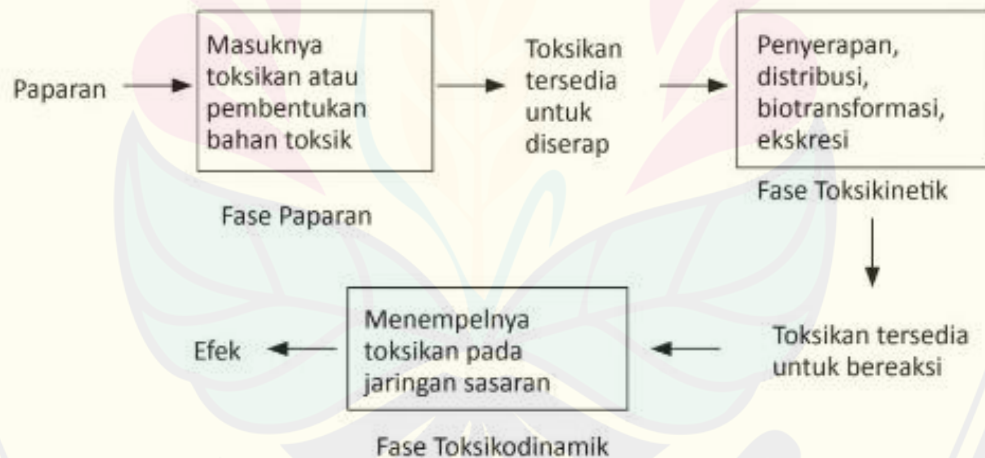 Paparan
Masuknya
toksikan atau
pembentukan
bahan toksik
Fase Paparan
Toksikan
tersedia
untuk
diserap
Penyerapan,
distribusi,
biotransformasi,
ekskresi
Fase Toksikinetik
Toksikan tersedia
untuk bereaksi
Menempelnya
toksikan pada
jaringan sasaran
Fase Toksikodinamik
Efek